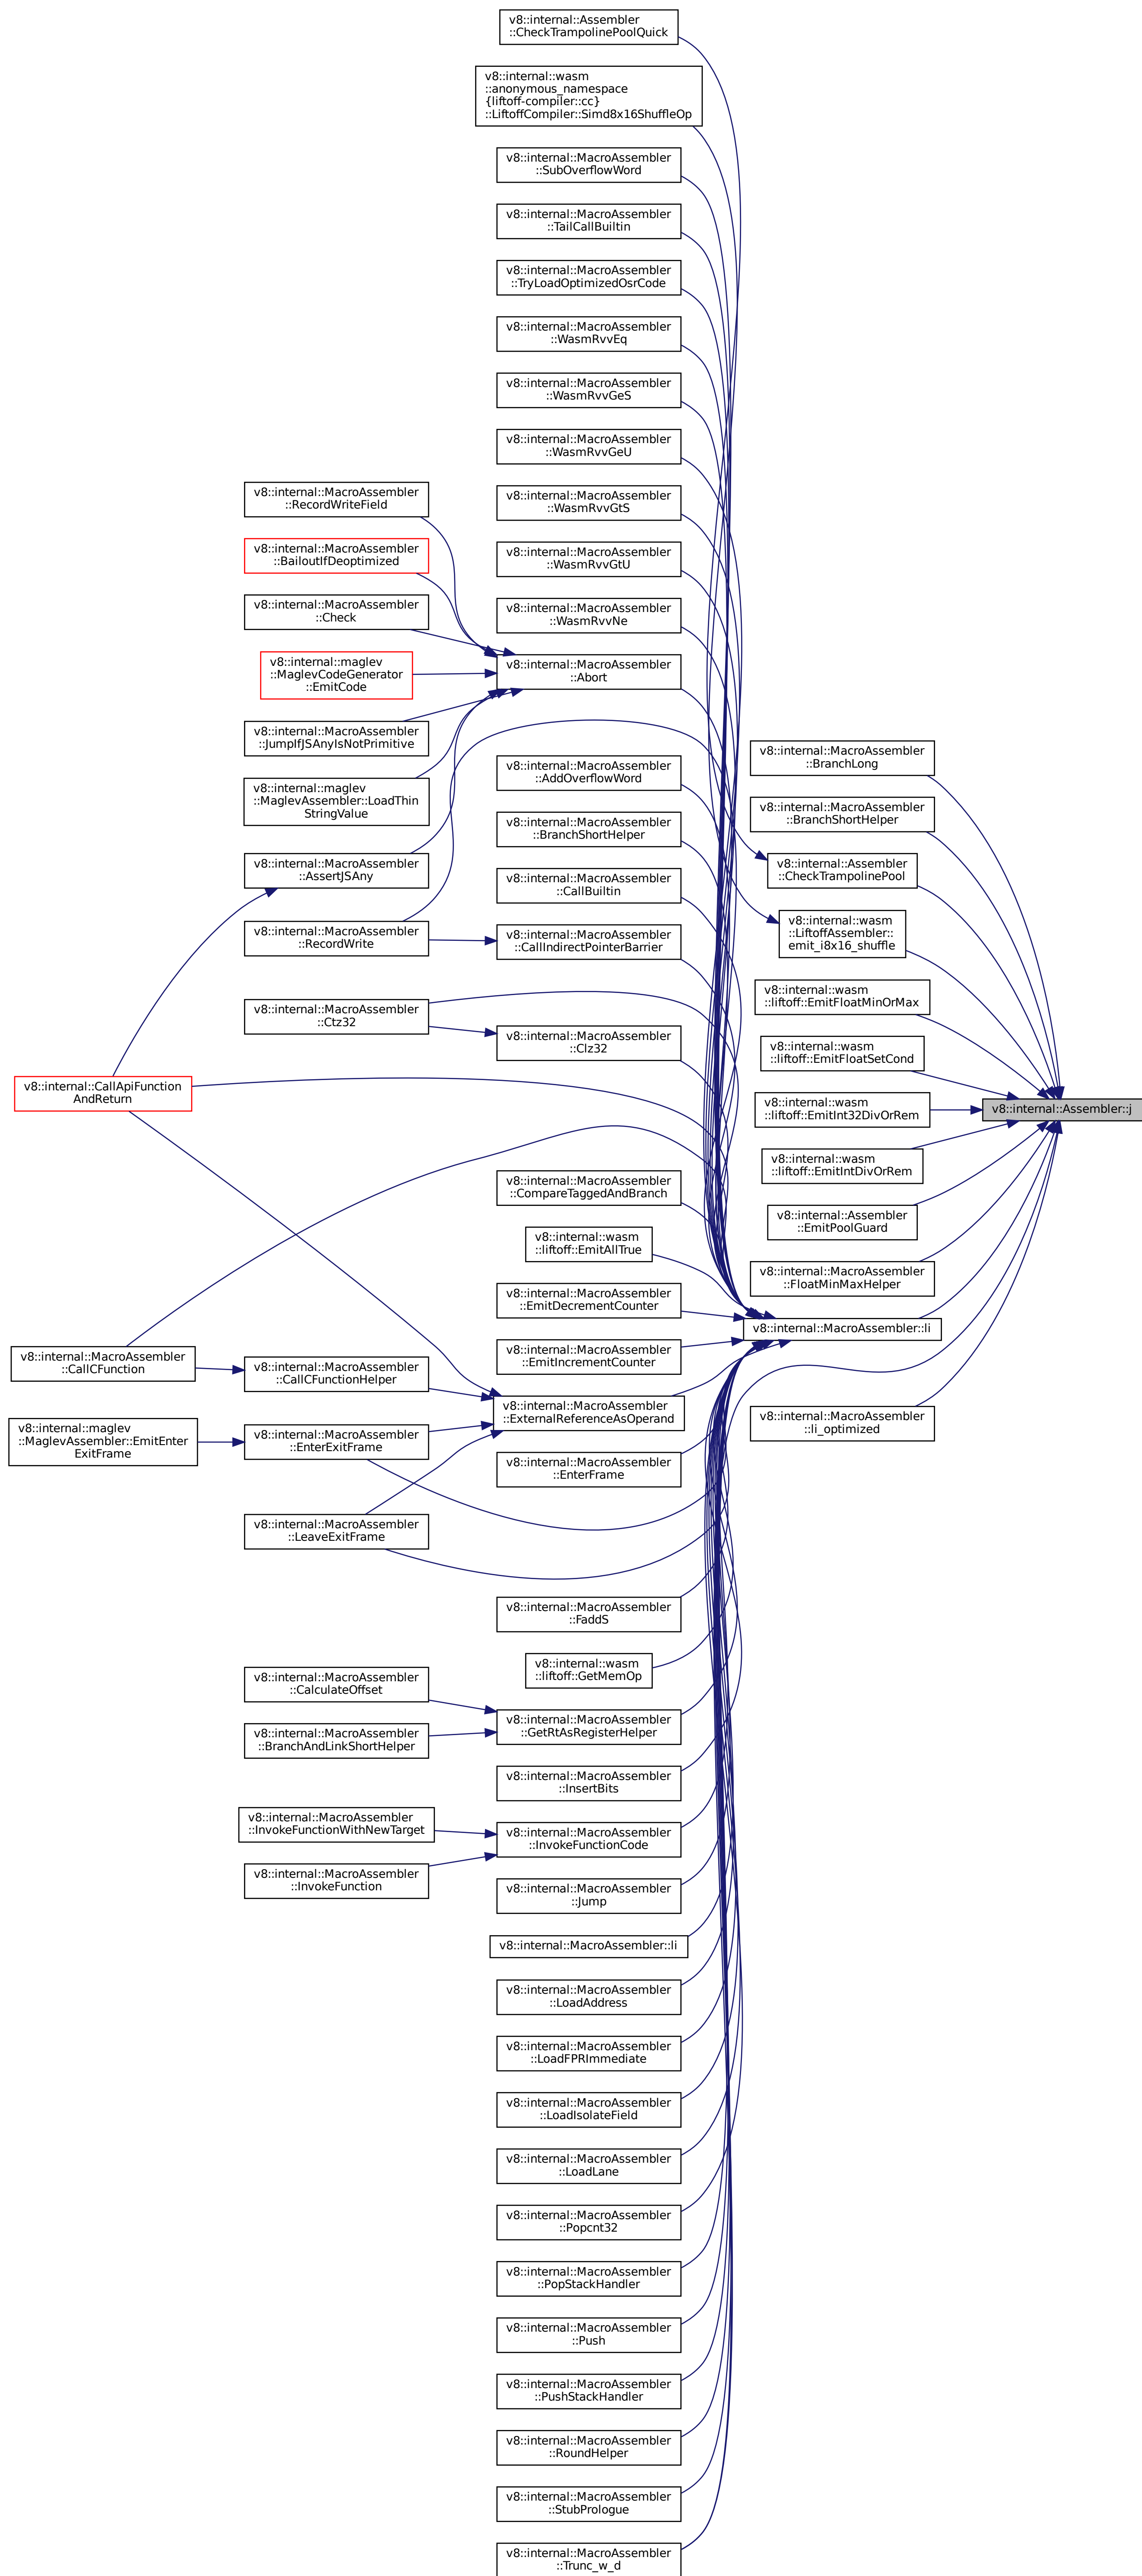 v8::internal::Assembler
::CheckTrampolinePoolQuick
v8::internal::wasm
::anonymous_namespace
{liftoff-compiler::cc}
::LiftoffCompiler::Simd8x16ShuffleOp
v8::internal::MacroAssembler
::SubOverflowWord
v8::internal::MacroAssembler
::TailCallBuiltin
v8::internal::MacroAssembler
::TryLoadOptimizedOsrCode
v8::internal::MacroAssembler
::WasmRvvEq
v8::internal::MacroAssembler
::WasmRvvGeS
v8::internal::MacroAssembler
::WasmRvvGeU
v8::internal::MacroAssembler
::WasmRvvGtS
v8::internal::MacroAssembler
::WasmRvvGtU
v8::internal::MacroAssembler
::WasmRvvNe
v8::internal::MacroAssembler
::Abort
v8::internal::MacroAssembler
::RecordWriteField
v8::internal::MacroAssembler
::BailoutIfDeoptimized
v8::internal::MacroAssembler
::Check
v8::internal::maglev
::MaglevCodeGenerator
::EmitCode
v8::internal::MacroAssembler
::JumpIfJSAnyIsNotPrimitive
v8::internal::maglev
::MaglevAssembler::LoadThin
StringValue
v8::internal::MacroAssembler
::AssertJSAny
v8::internal::MacroAssembler
::RecordWrite
v8::internal::MacroAssembler
::AddOverflowWord
v8::internal::MacroAssembler
::BranchShortHelper
v8::internal::MacroAssembler
::CallBuiltin
v8::internal::MacroAssembler
::CallIndirectPointerBarrier
v8::internal::MacroAssembler
::Ctz32
v8::internal::MacroAssembler
::Clz32
v8::internal::CallApiFunction
AndReturn
v8::internal::MacroAssembler
::CompareTaggedAndBranch
v8::internal::wasm
::liftoff::EmitAllTrue
v8::internal::MacroAssembler
::EmitDecrementCounter
v8::internal::MacroAssembler
::EmitIncrementCounter
v8::internal::MacroAssembler
::CallCFunction
v8::internal::MacroAssembler
::CallCFunctionHelper
v8::internal::MacroAssembler
::ExternalReferenceAsOperand
v8::internal::maglev
::MaglevAssembler::EmitEnter
ExitFrame
v8::internal::MacroAssembler
::EnterExitFrame
v8::internal::MacroAssembler
::EnterFrame
v8::internal::MacroAssembler
::LeaveExitFrame
v8::internal::MacroAssembler
::FaddS
v8::internal::wasm
::liftoff::GetMemOp
v8::internal::MacroAssembler
::CalculateOffset
v8::internal::MacroAssembler
::BranchAndLinkShortHelper
v8::internal::MacroAssembler
::GetRtAsRegisterHelper
v8::internal::MacroAssembler
::InsertBits
v8::internal::MacroAssembler
::InvokeFunctionWithNewTarget
v8::internal::MacroAssembler
::InvokeFunction
v8::internal::MacroAssembler
::InvokeFunctionCode
v8::internal::MacroAssembler
::Jump
v8::internal::MacroAssembler::li
v8::internal::MacroAssembler
::LoadAddress
v8::internal::MacroAssembler
::LoadFPRImmediate
v8::internal::MacroAssembler
::LoadIsolateField
v8::internal::MacroAssembler
::LoadLane
v8::internal::MacroAssembler
::Popcnt32
v8::internal::MacroAssembler
::PopStackHandler
v8::internal::MacroAssembler
::Push
v8::internal::MacroAssembler
::PushStackHandler
v8::internal::MacroAssembler
::RoundHelper
v8::internal::MacroAssembler
::StubPrologue
v8::internal::MacroAssembler
::Trunc_w_d
v8::internal::MacroAssembler
::BranchLong
v8::internal::MacroAssembler
::BranchShortHelper
v8::internal::Assembler
::CheckTrampolinePool
v8::internal::wasm
::LiftoffAssembler::
emit_i8x16_shuffle
v8::internal::wasm
::liftoff::EmitFloatMinOrMax
v8::internal::wasm
::liftoff::EmitFloatSetCond
v8::internal::wasm
::liftoff::EmitInt32DivOrRem
v8::internal::wasm
::liftoff::EmitIntDivOrRem
v8::internal::Assembler
::EmitPoolGuard
v8::internal::MacroAssembler
::FloatMinMaxHelper
v8::internal::MacroAssembler::li
v8::internal::MacroAssembler
::li_optimized
v8::internal::Assembler::j